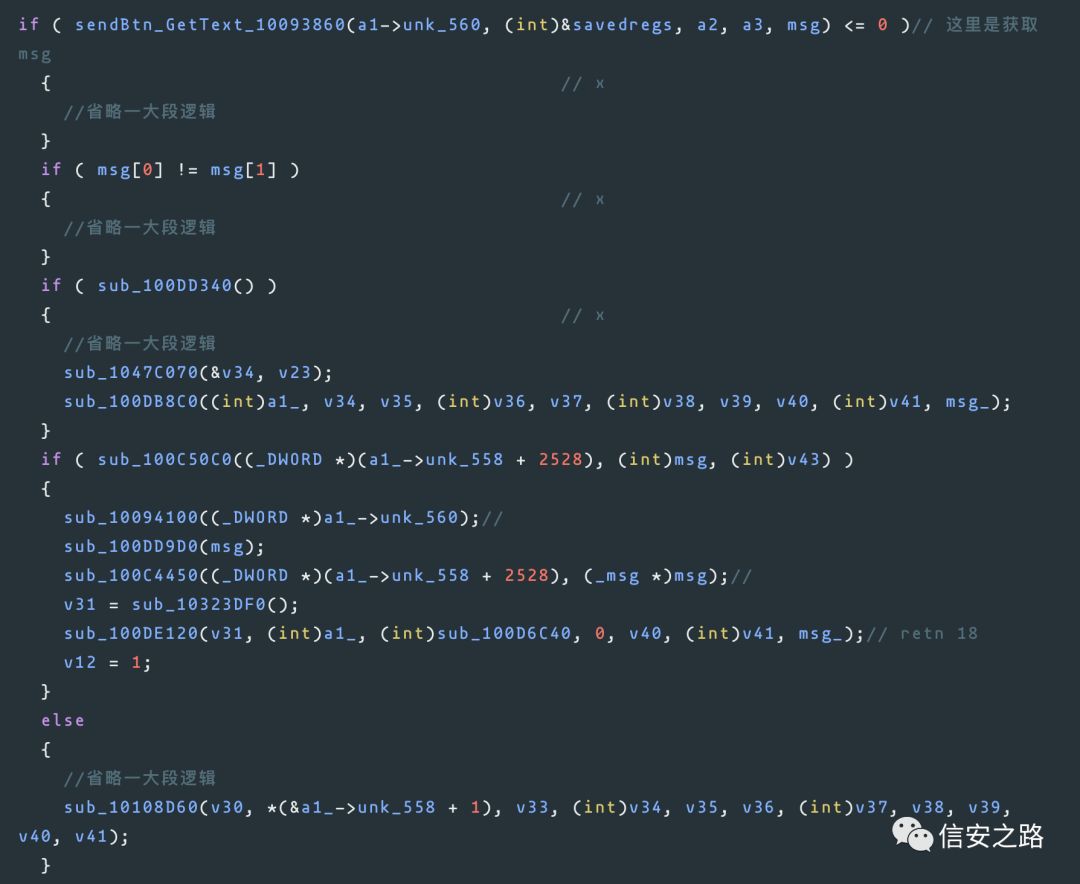 if ( sendBtn_GetText_10093860(a1->unk_560, (int)&savedregs, a2, a3, msg) <= 0 )// 这里是获取
msg
{ // x
//省略一大段逻辑
}
if ( msg[0] != msg[1] )
{ // x
//省略一大段逻辑
}
if ( sub_100DD340() )
{ // x
//省略一大段逻辑
sub_1047C070(&v34, v23);
sub_100DB8C0((int)a1_, v34, v35, (int)v36, v37, (int)v38, v39, v40, (int)v41, msg_);
}
if ( sub_100C50C0((_DWORD *)(a1_->unk_558 + 2528), (int)msg, (int)v43) )
{
sub_10094100((_DWORD *)a1_->unk_560);//
sub_100DD9D0(msg);
sub_100C4450((_DWORD *)(a1_->unk_558 + 2528), (_msg *)msg);//
v31 = sub_10323DF0();
sub_100DE120(v31, (int)a1_, (int)sub_100D6C40, 0, v40, (int)v41, msg_);// retn 18
v12 = 1;
}
else
{
//省略一大段逻辑
sub_10108D60(v30, *(&a1_->unk_558 + 1), v33, (int)v34, v35, v36, (int)v37, v38, v39,
v40, v41);
}
信安之路